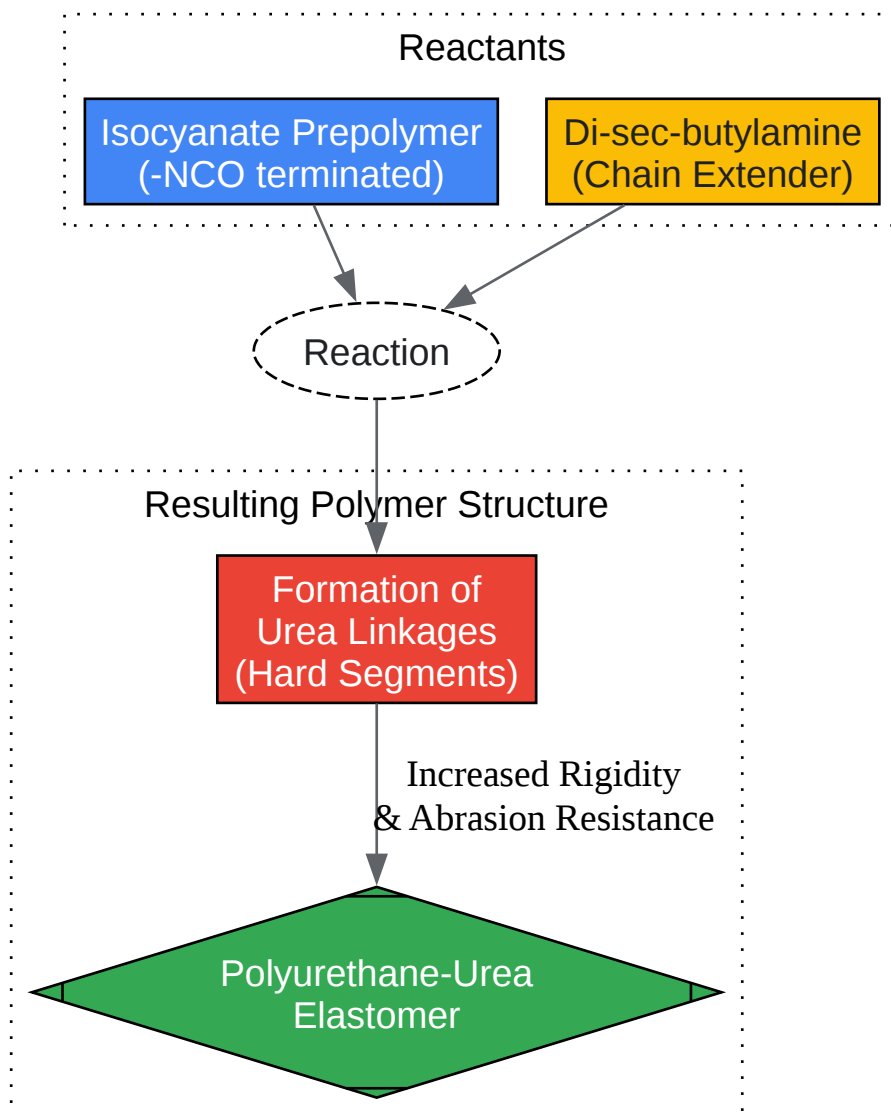 Reactants
Isocyanate Prepolymer
(-NCO terminated)
Di-sec-butylamine
(Chain Extender)
Reaction
Resulting Polymer Structure
Formation of
Urea Linkages
(Hard Segments)
Increased Rigidity
& Abrasion Resistance
Polyurethane-Urea
Elastomer